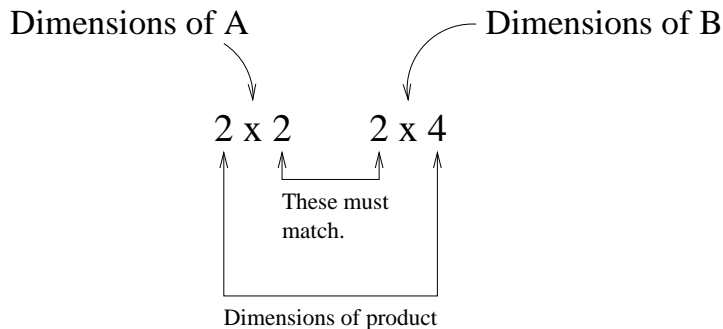 Dimensions of A
Dimensions of B
2 x 2
2 x 4
These must
match.
Dimensions of product